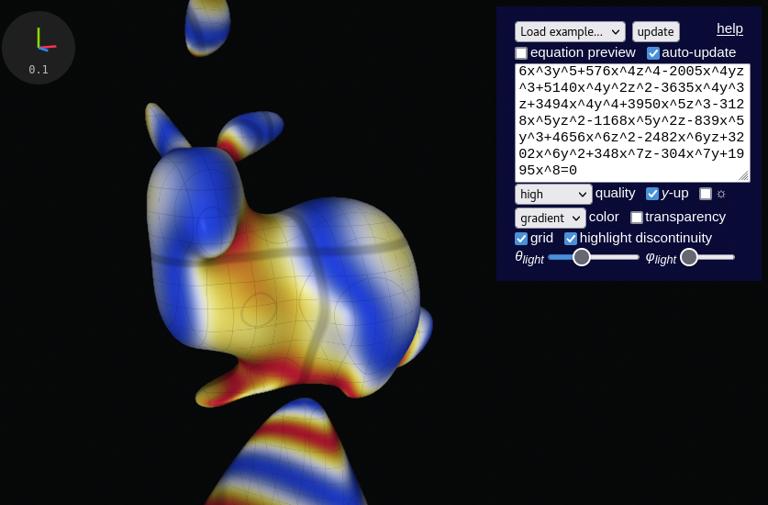 0.1
Load example...
update
help
equation preview
auto-update
6x^3y^5+576x^4z^4-2005x^4yz
^3+5140x^4y^2z^2-3635x^4y^3
z+3494x^4y^4+3950x^5z^3-312
8x^5yz^2-1168x^5y^2z-839x^5
y^3+4656x^6z^2-2482x^6yz+32
02x^6y^2+348x^7z-304x^7y+19
95x^8=0
high
quality
y-up
☼
gradient
color
transparency
grid
highlight discontinuity
θlight
φlight